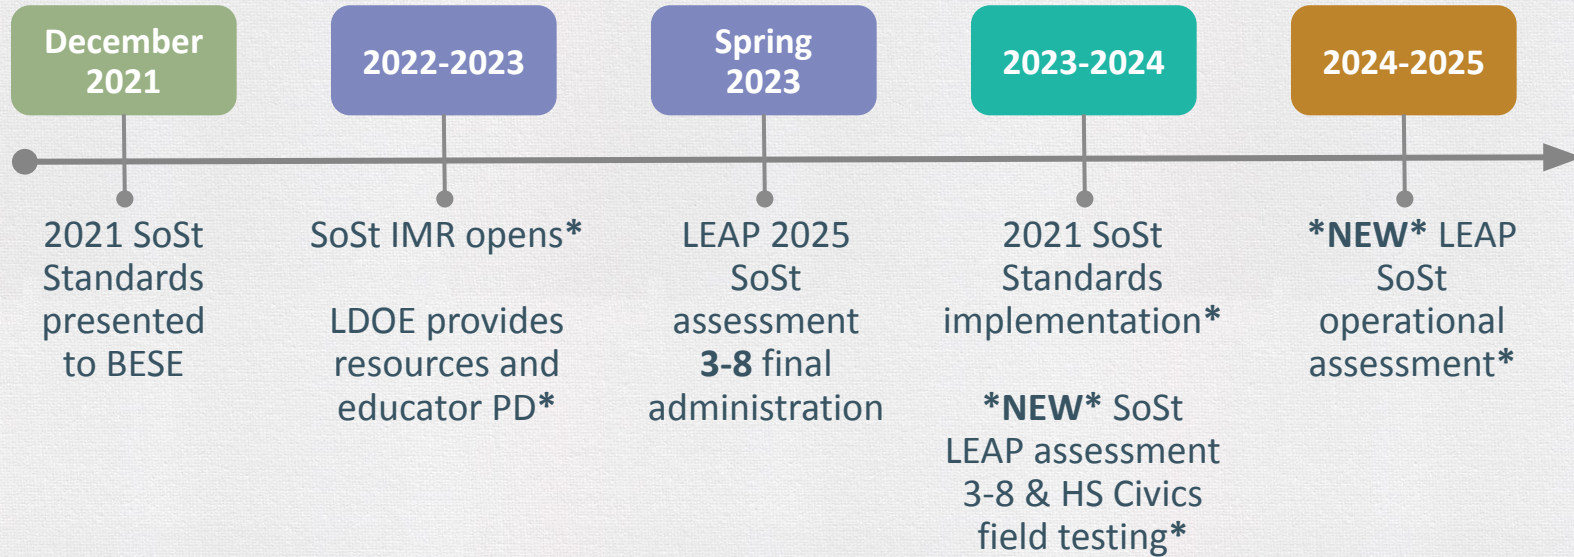 December
2021
2022-2023
Spring
2023
2023-2024
2024-2025
2021 SoSt
Standards
presented
to BESE
SoSt IMR opens*
LDOE provides
resources and
educator PD*
LEAP 2025
SoSt
assessment
3-8 final
administration
2021 SoSt
Standards
implementation*
*NEW* SoSt
LEAP assessment
3-8 & HS Civics
field testing*
*NEW* LEAP
SoSt
operational
assessment*